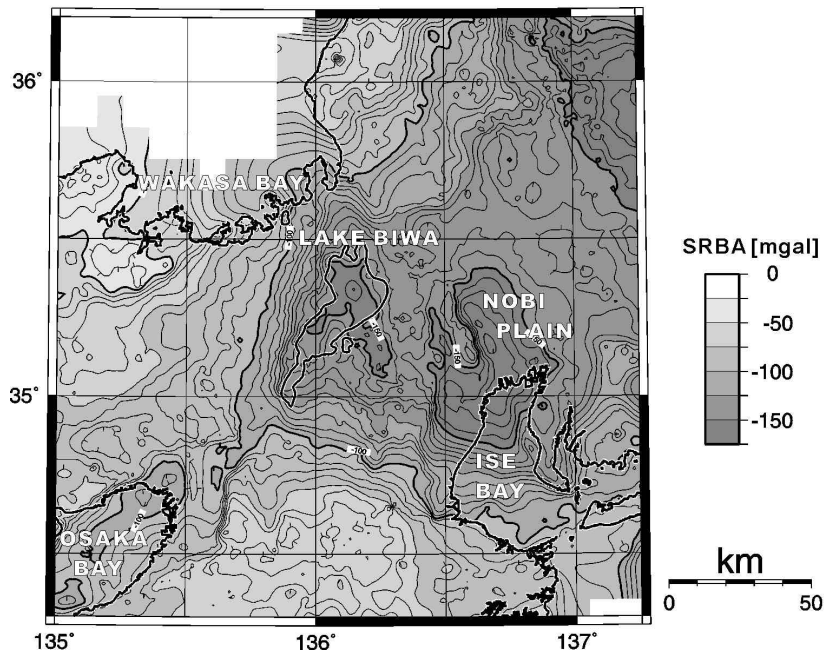 36°
WAKASA BAY
LAKE BIWA
NOBI
PLAIN
35°
ISE
BAY
OSAKA
BAY
-100
135°
136°
137°
SRBA [mgal]
0
-50
-100
-150
km
0
50